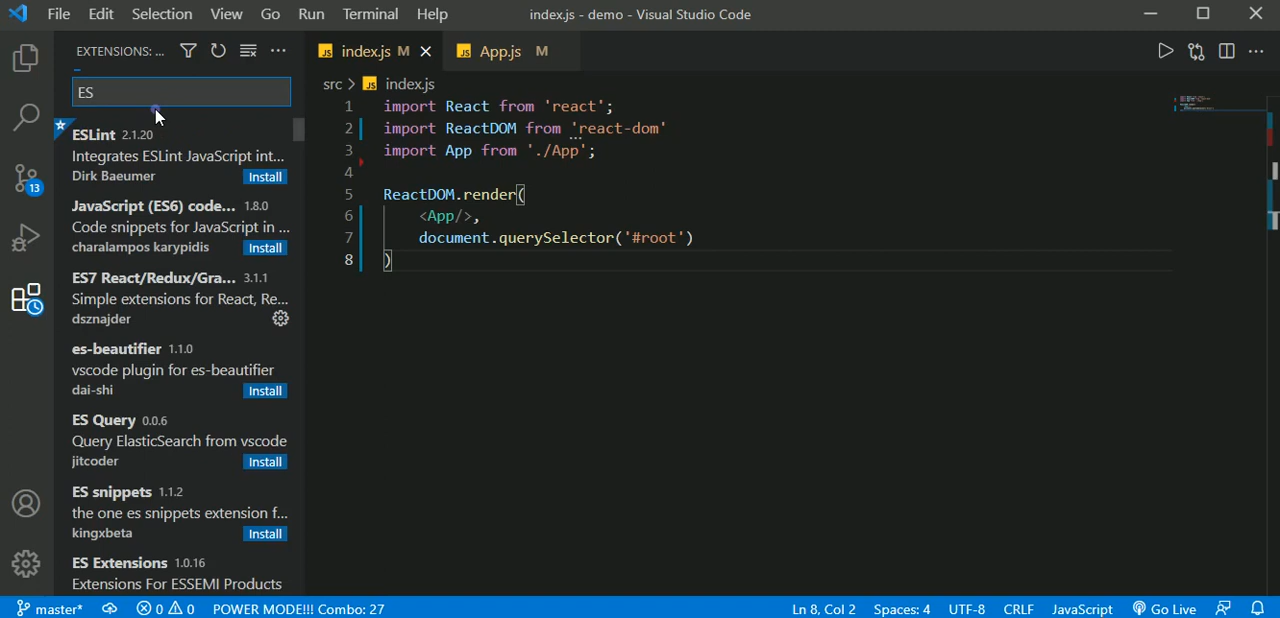 File Edit Selection View Go Run Terminal Help
index.js - demo - Visual Studio Code
EXTENSIONS: ...
ES
ESLint 2.1.20
Integrates ESLint JavaScript int...
Dirk Baeumer Install
JavaScript (ES6) code... 1.8.0
Code snippets for JavaScript in ...
charalampos karypidis Install
ES7 React/Redux/Gra... 3.1.1
Simple extensions for React, Re...
dsznajder
es-beautifier 1.1.0
vscode plugin for es-beautifier
dai-shi Install
ES Query 0.0.6
Query ElasticSearch from vscode
jitcoder Install
ES snippets 1.1.2
the one es snippets extension f...
kingxbeta Install
ES Extensions 1.0.16
Extensions For ESSEMI Products
13
JS index.js M JS App.js M
src > JS index.js
1 import React from 'react';
2 import ReactDOM from 'react-dom'
3 import App from './App';
4
5 ReactDOM.render(
6 <App/>,
7 document.querySelector('#root')
8 )
master* 0 0 POWER MODE!!! Combo: 27 Ln 8, Col 2 Spaces: 4 UTF-8 CRLF JavaScript Go Live